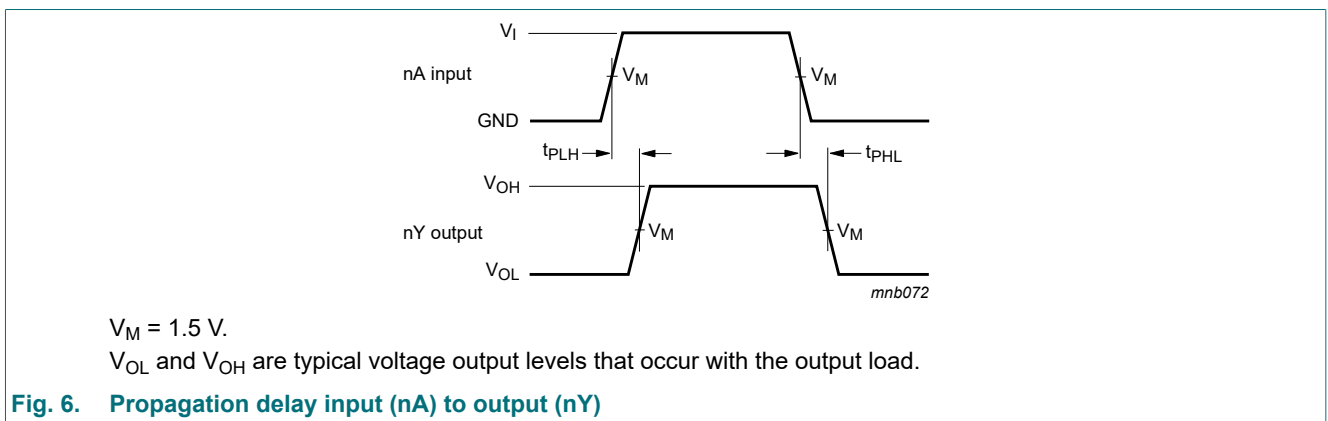 V_I
nA input
V_M
V_M
GND
t_PLH
t_PHL
V_OH
nY output
V_M
V_M
V_OL
mnb072
V_M = 1.5 V.
V_OL and V_OH are typical voltage output levels that occur with the output load.
Fig. 6. Propagation delay input (nA) to output (nY)